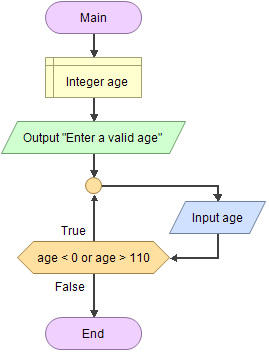 Main
Integer age
Output "Enter a valid age"
Input age
True
age < 0 or age > 110
False
End